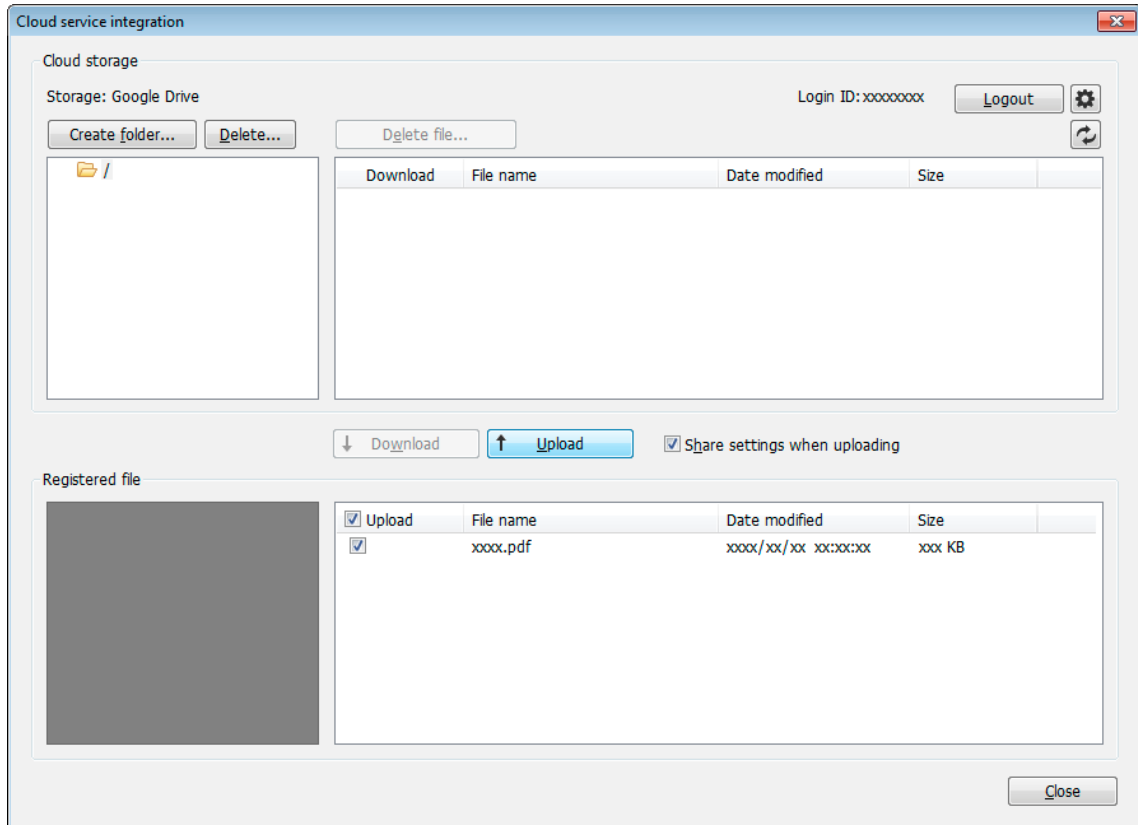 Cloud service integration
Cloud storage
Storage: Google Drive
Login ID: xxxxxxxx
Logout
Create folder...
Delete...
Delete file...
/
Download File name Date modified Size
Download
Upload
Share settings when uploading
Registered file
Upload File name Date modified Size
xxxx.pdf xxxx/xx/xx xx:xx:xx xxx KB
Close